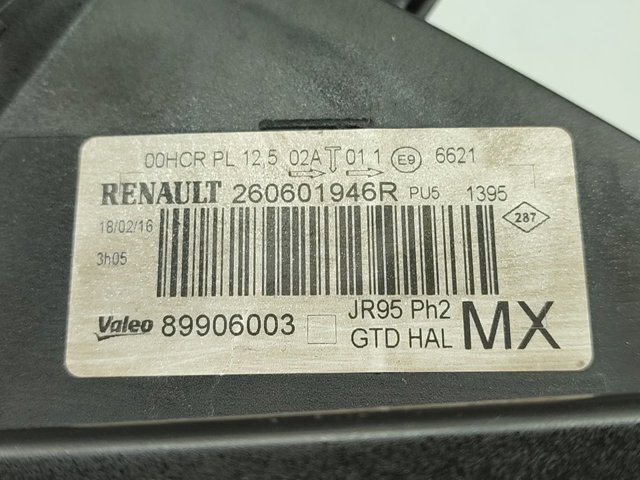 00HCR PL 12,5 02A 01,1 E9 6621
RENAULT 260601946R PU5 1395
18/02/16
287
3h05
Valeo 89906003
JR95 Ph2
GTD HAL
MX